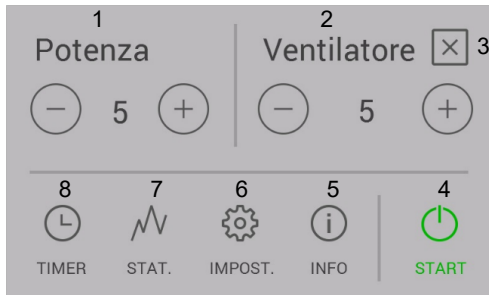 1 2
Potenza Ventilatore 3
5 5
8 7 6 5 4
TIMER STAT. IMPOST. INFO START